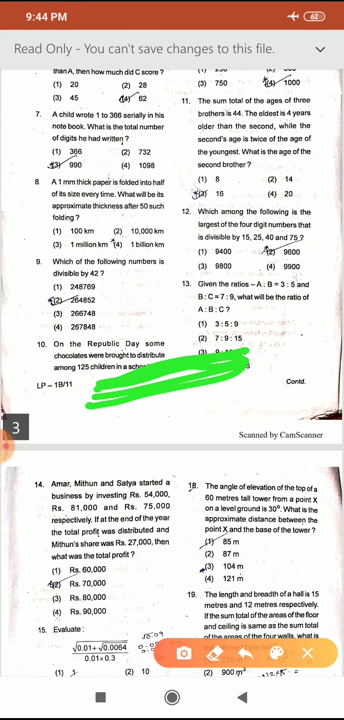 9:44 PM
62
Read Only - You can't save changes to this file.
than A, then how much did C score ?
(1) 20 (2) 28
(3) 45 (4) 62
7. A child wrote 1 to 366 serially in his
note book. What is the total number
of digits he had written ?
(1) 366 (2) 732
(3) 990 (4) 1098
8. A 1 mm thick paper is folded into half
of its size every time. What will be its
approximate thickness after 50 such
folding ?
(1) 100 km (2) 10,000 km
(3) 1 million km (4) 1 billion km
9. Which of the following numbers is
divisible by 42 ?
(1) 248769
(2) 264852
(3) 266748
(4) 267848
10. On the Republic Day some
chocolates were brought to distribute
among 125 children in a
LP – 1B/11
(3) 750 (4) 1000
11. The sum total of the ages of three
brothers is 44. The eldest is 4 years
older than the second, while the
second's age is twice of the age of
the youngest. What is the age of the
second brother ?
(1) 8 (2) 14
(3) 16 (4) 20
12. Which among the following is the
largest of the four digit numbers that
is divisible by 15, 25, 40 and 75 ?
(1) 9400 (2) 9600
(3) 9800 (4) 9900
13. Given the ratios – A : B = 3 : 5 and
B : C = 7 : 9, what will be the ratio of
A : B : C ?
(1) 3 : 5 : 9
(2) 7 : 9 : 15
(3)
Contd.
3
Scanned by CamScanner
14. Amar, Mithun and Satya started a
business by investing Rs. 54,000,
Rs. 81,000 and Rs. 75,000
respectively. If at the end of the year
the total profit was distributed and
Mithun's share was Rs. 27,000, then
what was the total profit ?
(1) Rs. 60,000
(2) Rs. 70,000
(3) Rs. 80,000
(4) Rs. 90,000
15. Evaluate :
√0.01 + √0.0064
0.01×0.3
(1) (2) 10
18. The angle of elevation of the top of a
60 metres tall tower from a point X
on a level ground is 30°. What is the
approximate distance between the
point X and the base of the tower ?
(1) 85 m
(2) 87 m
(3) 104 m
(4) 121 m
19. The length and breadth of a hall is 15
metres and 12 metres respectively.
If the sum total of the areas of the floor
and ceiling is same as the sum total
of the areas of the four walls, what is
(2) 900 m³